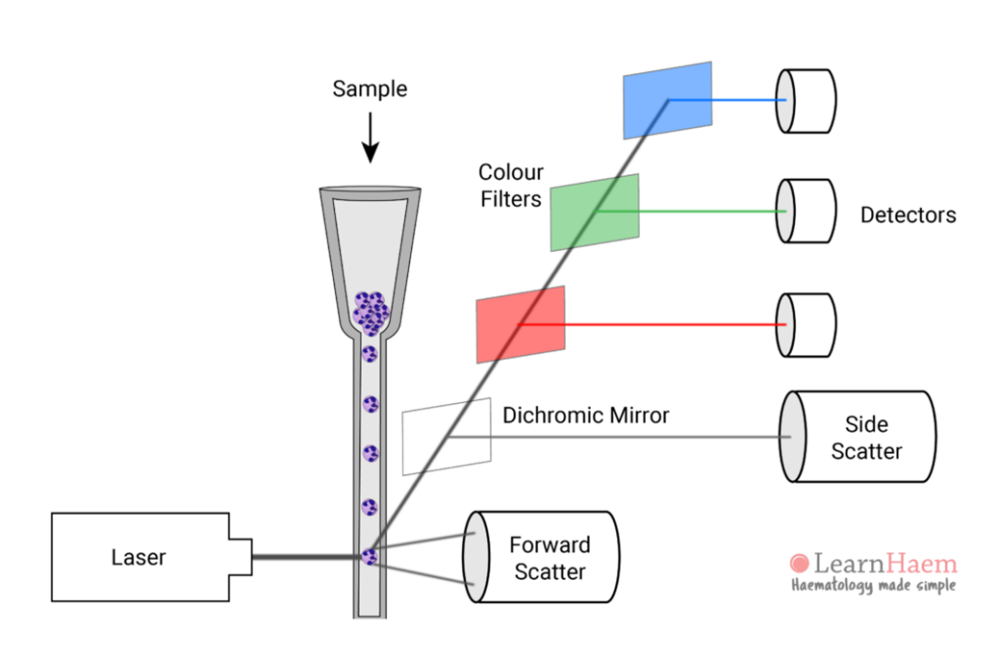 Sample
Colour
Filters
Detectors
Dichromic Mirror
Side
Scatter
Laser
Forward
Scatter
LearnHaem
Haematology made simple